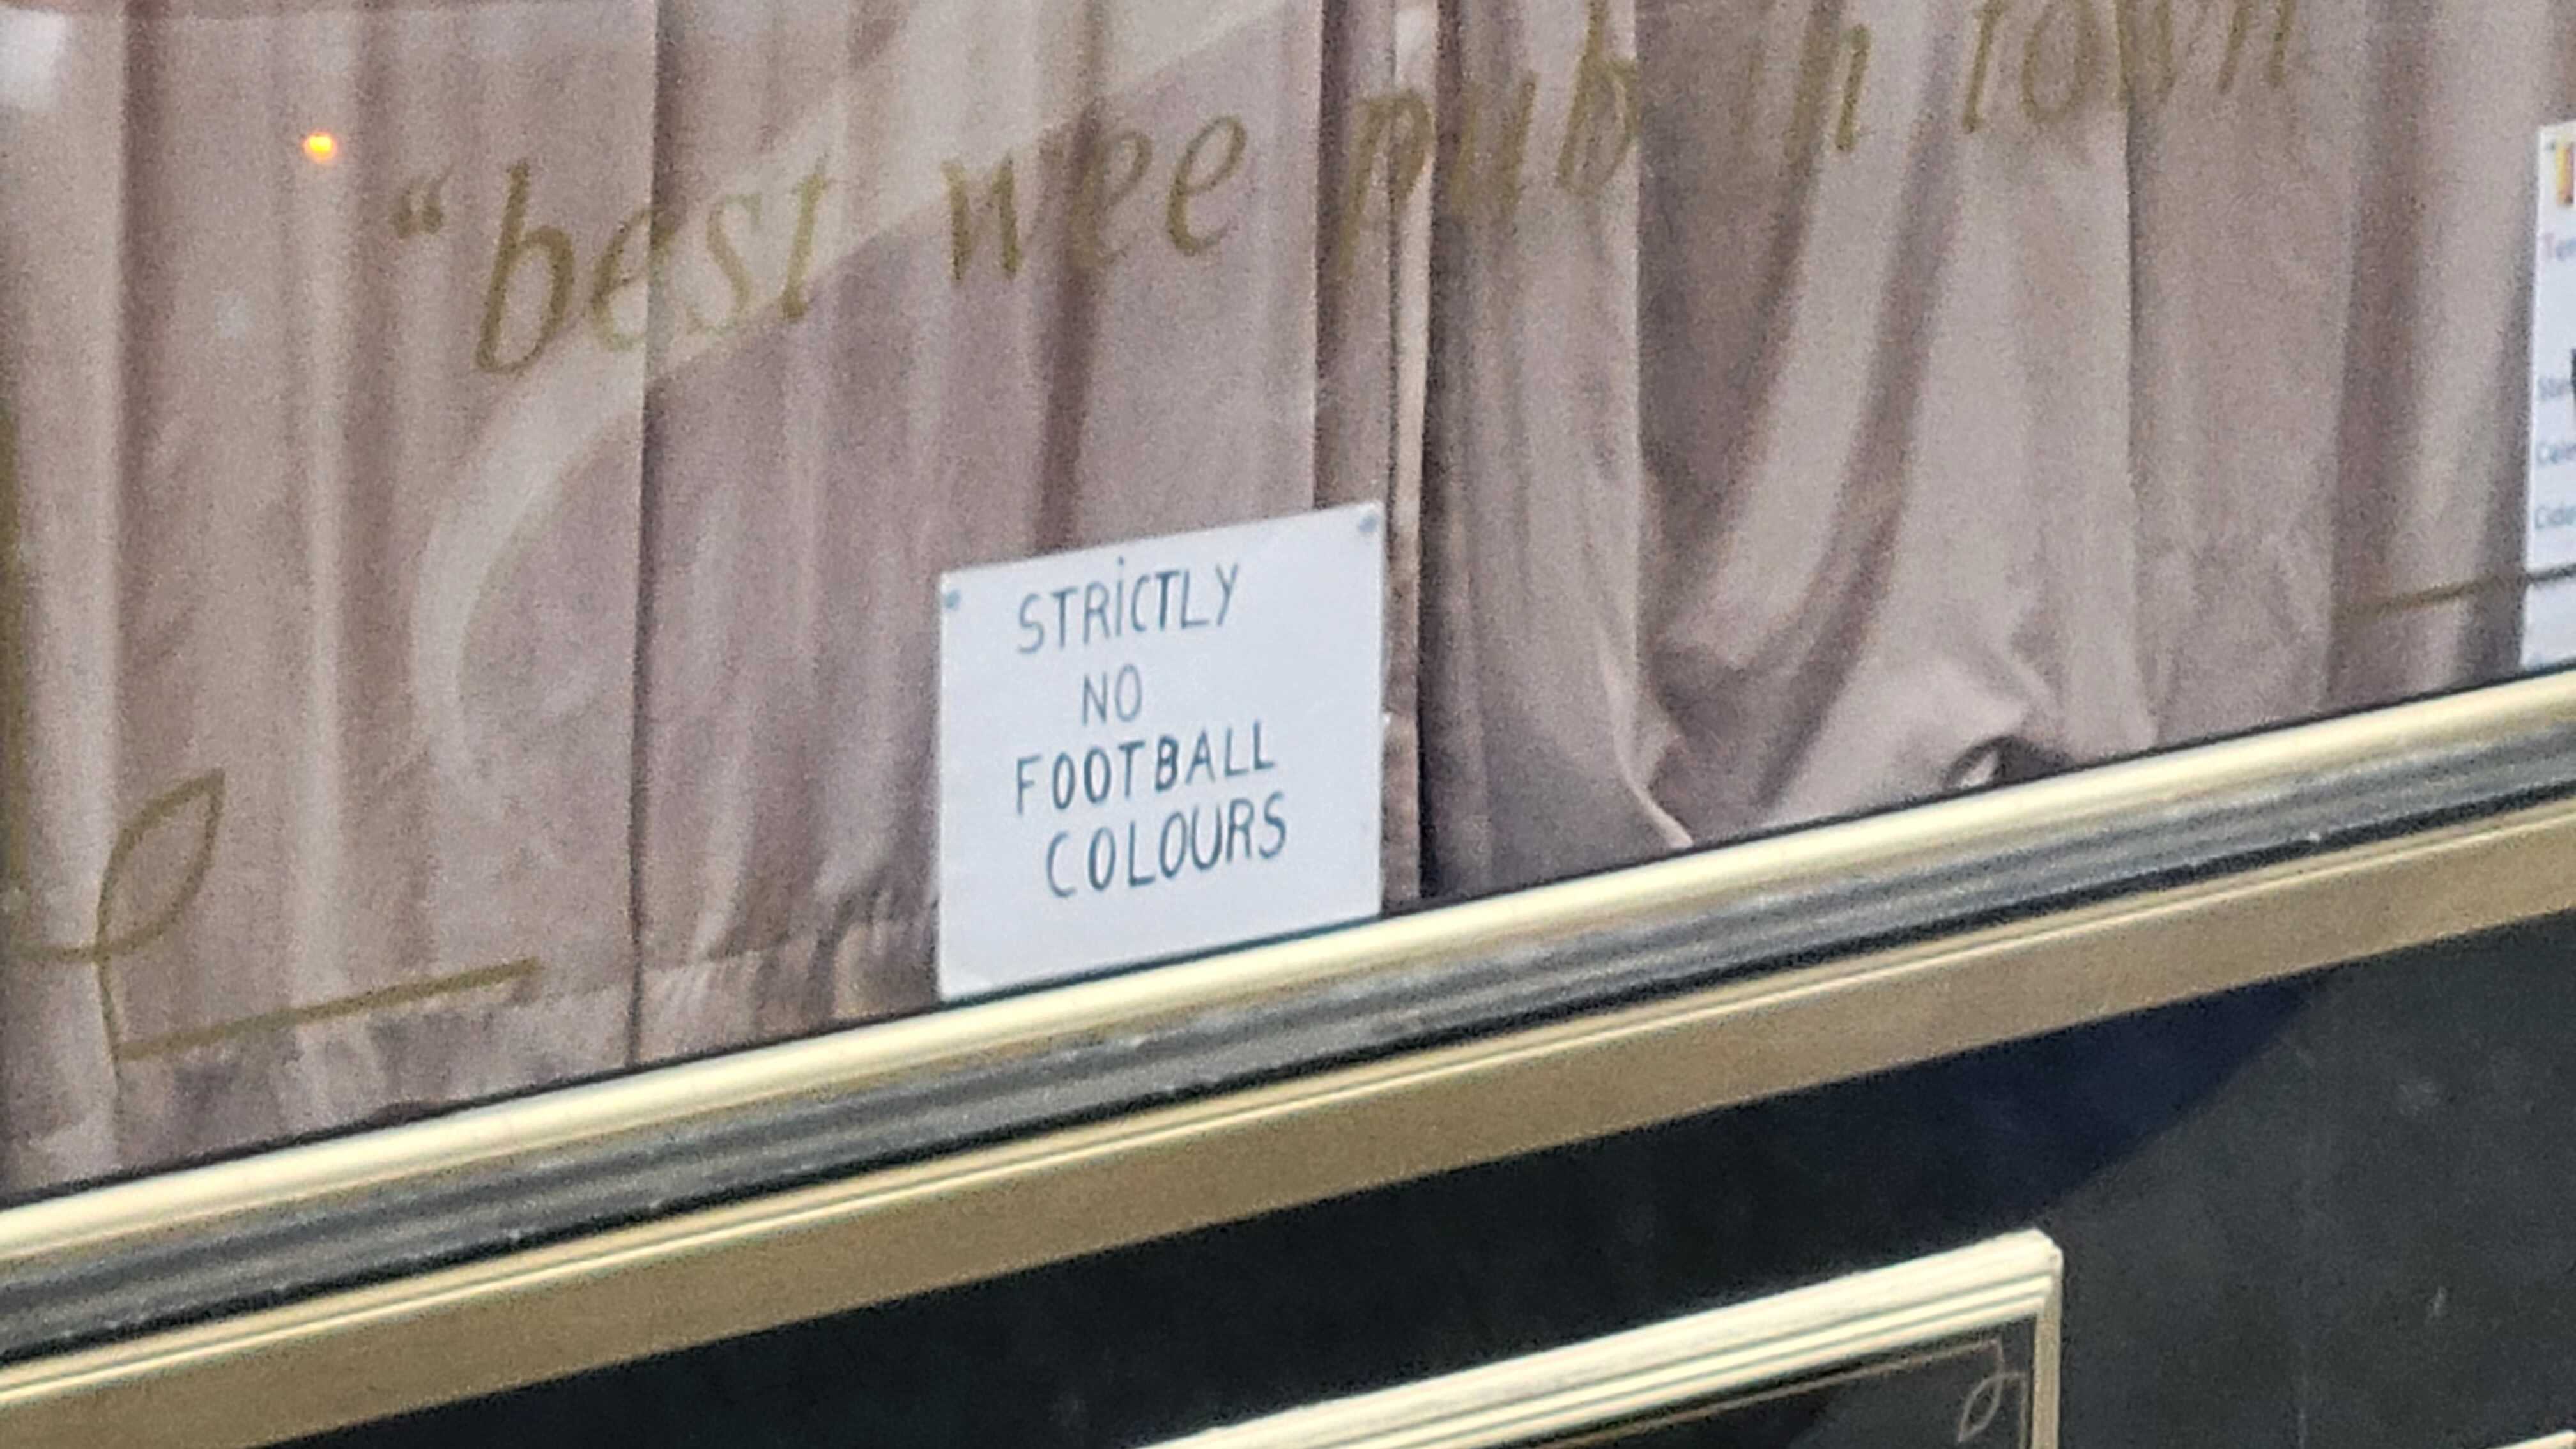 “best wee pub in town
STRiCTLY
NO
FOOTBALL
COLOURS